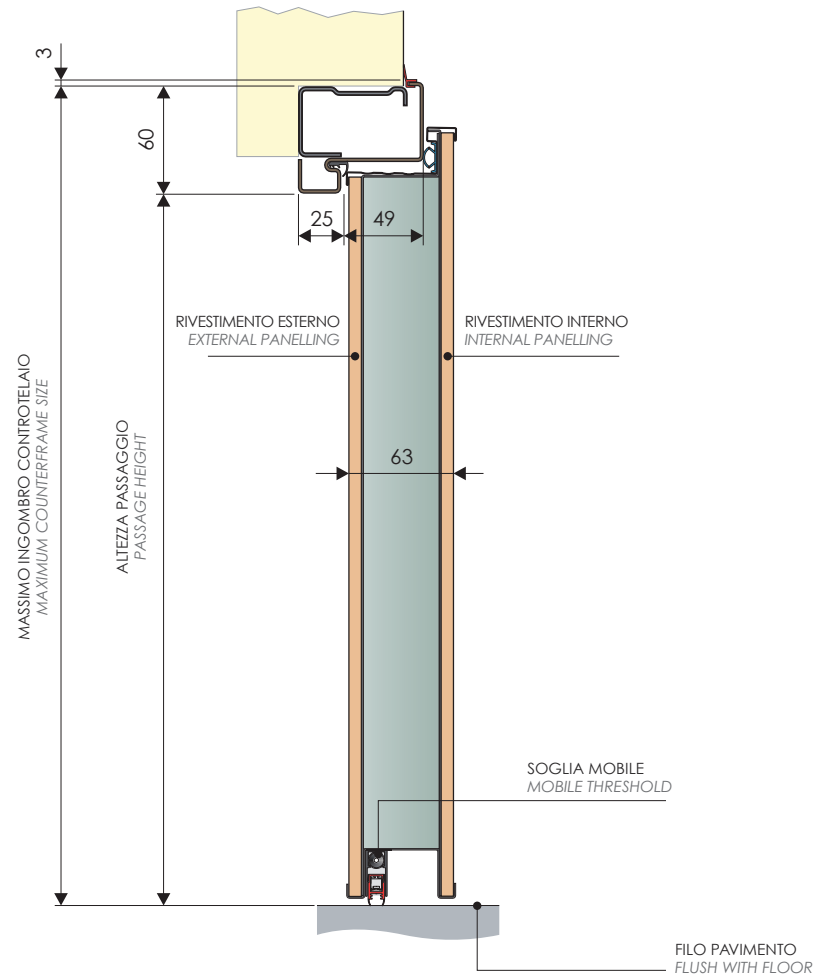 3
60
25
49
RIVESTIMENTO ESTERNO
EXTERNAL PANELLING
RIVESTIMENTO INTERNO
INTERNAL PANELLING
MASSIMO INGOMBRO CONTROTELAIO
MAXIMUM COUNTERFRAME SIZE
ALTEZZA PASSAGGIO
PASSAGE HEIGHT
63
SOGLIA MOBILE
MOBILE THRESHOLD
FILO PAVIMENTO
FLUSH WITH FLOOR